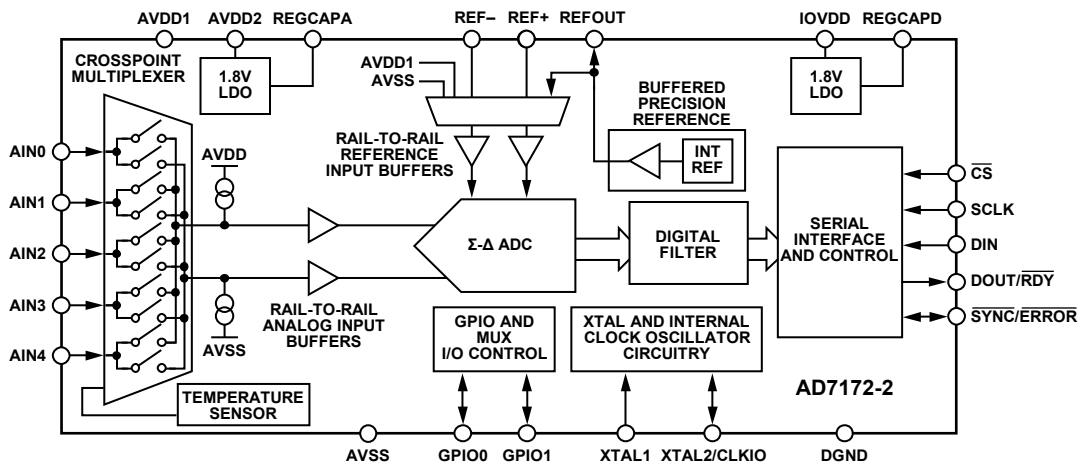 AVDD1 AVDD2 REGCAPA REF– REF+ REFOUT IOVDD REGCAPD
CROSSPOINT
MULTIPLEXER
1.8V
LDO
AVDD1
AVSS
BUFFERED
PRECISION
REFERENCE
1.8V
LDO
RAIL-TO-RAIL
REFERENCE
INPUT BUFFERS
INT
REF
AIN0
AIN1
AIN2
AIN3
AIN4
AVDD
AVSS
Σ-Δ ADC
DIGITAL
FILTER
SERIAL
INTERFACE
AND CONTROL
CS
SCLK
DIN
DOUT/RDY
SYNC/ERROR
RAIL-TO-RAIL
ANALOG INPUT
BUFFERS
GPIO AND
MUX
I/O CONTROL
XTAL AND INTERNAL
CLOCK OSCILLATOR
CIRCUITRY
TEMPERATURE
SENSOR
AD7172-2
AVSS GPIO0 GPIO1 XTAL1 XTAL2/CLKIO DGND